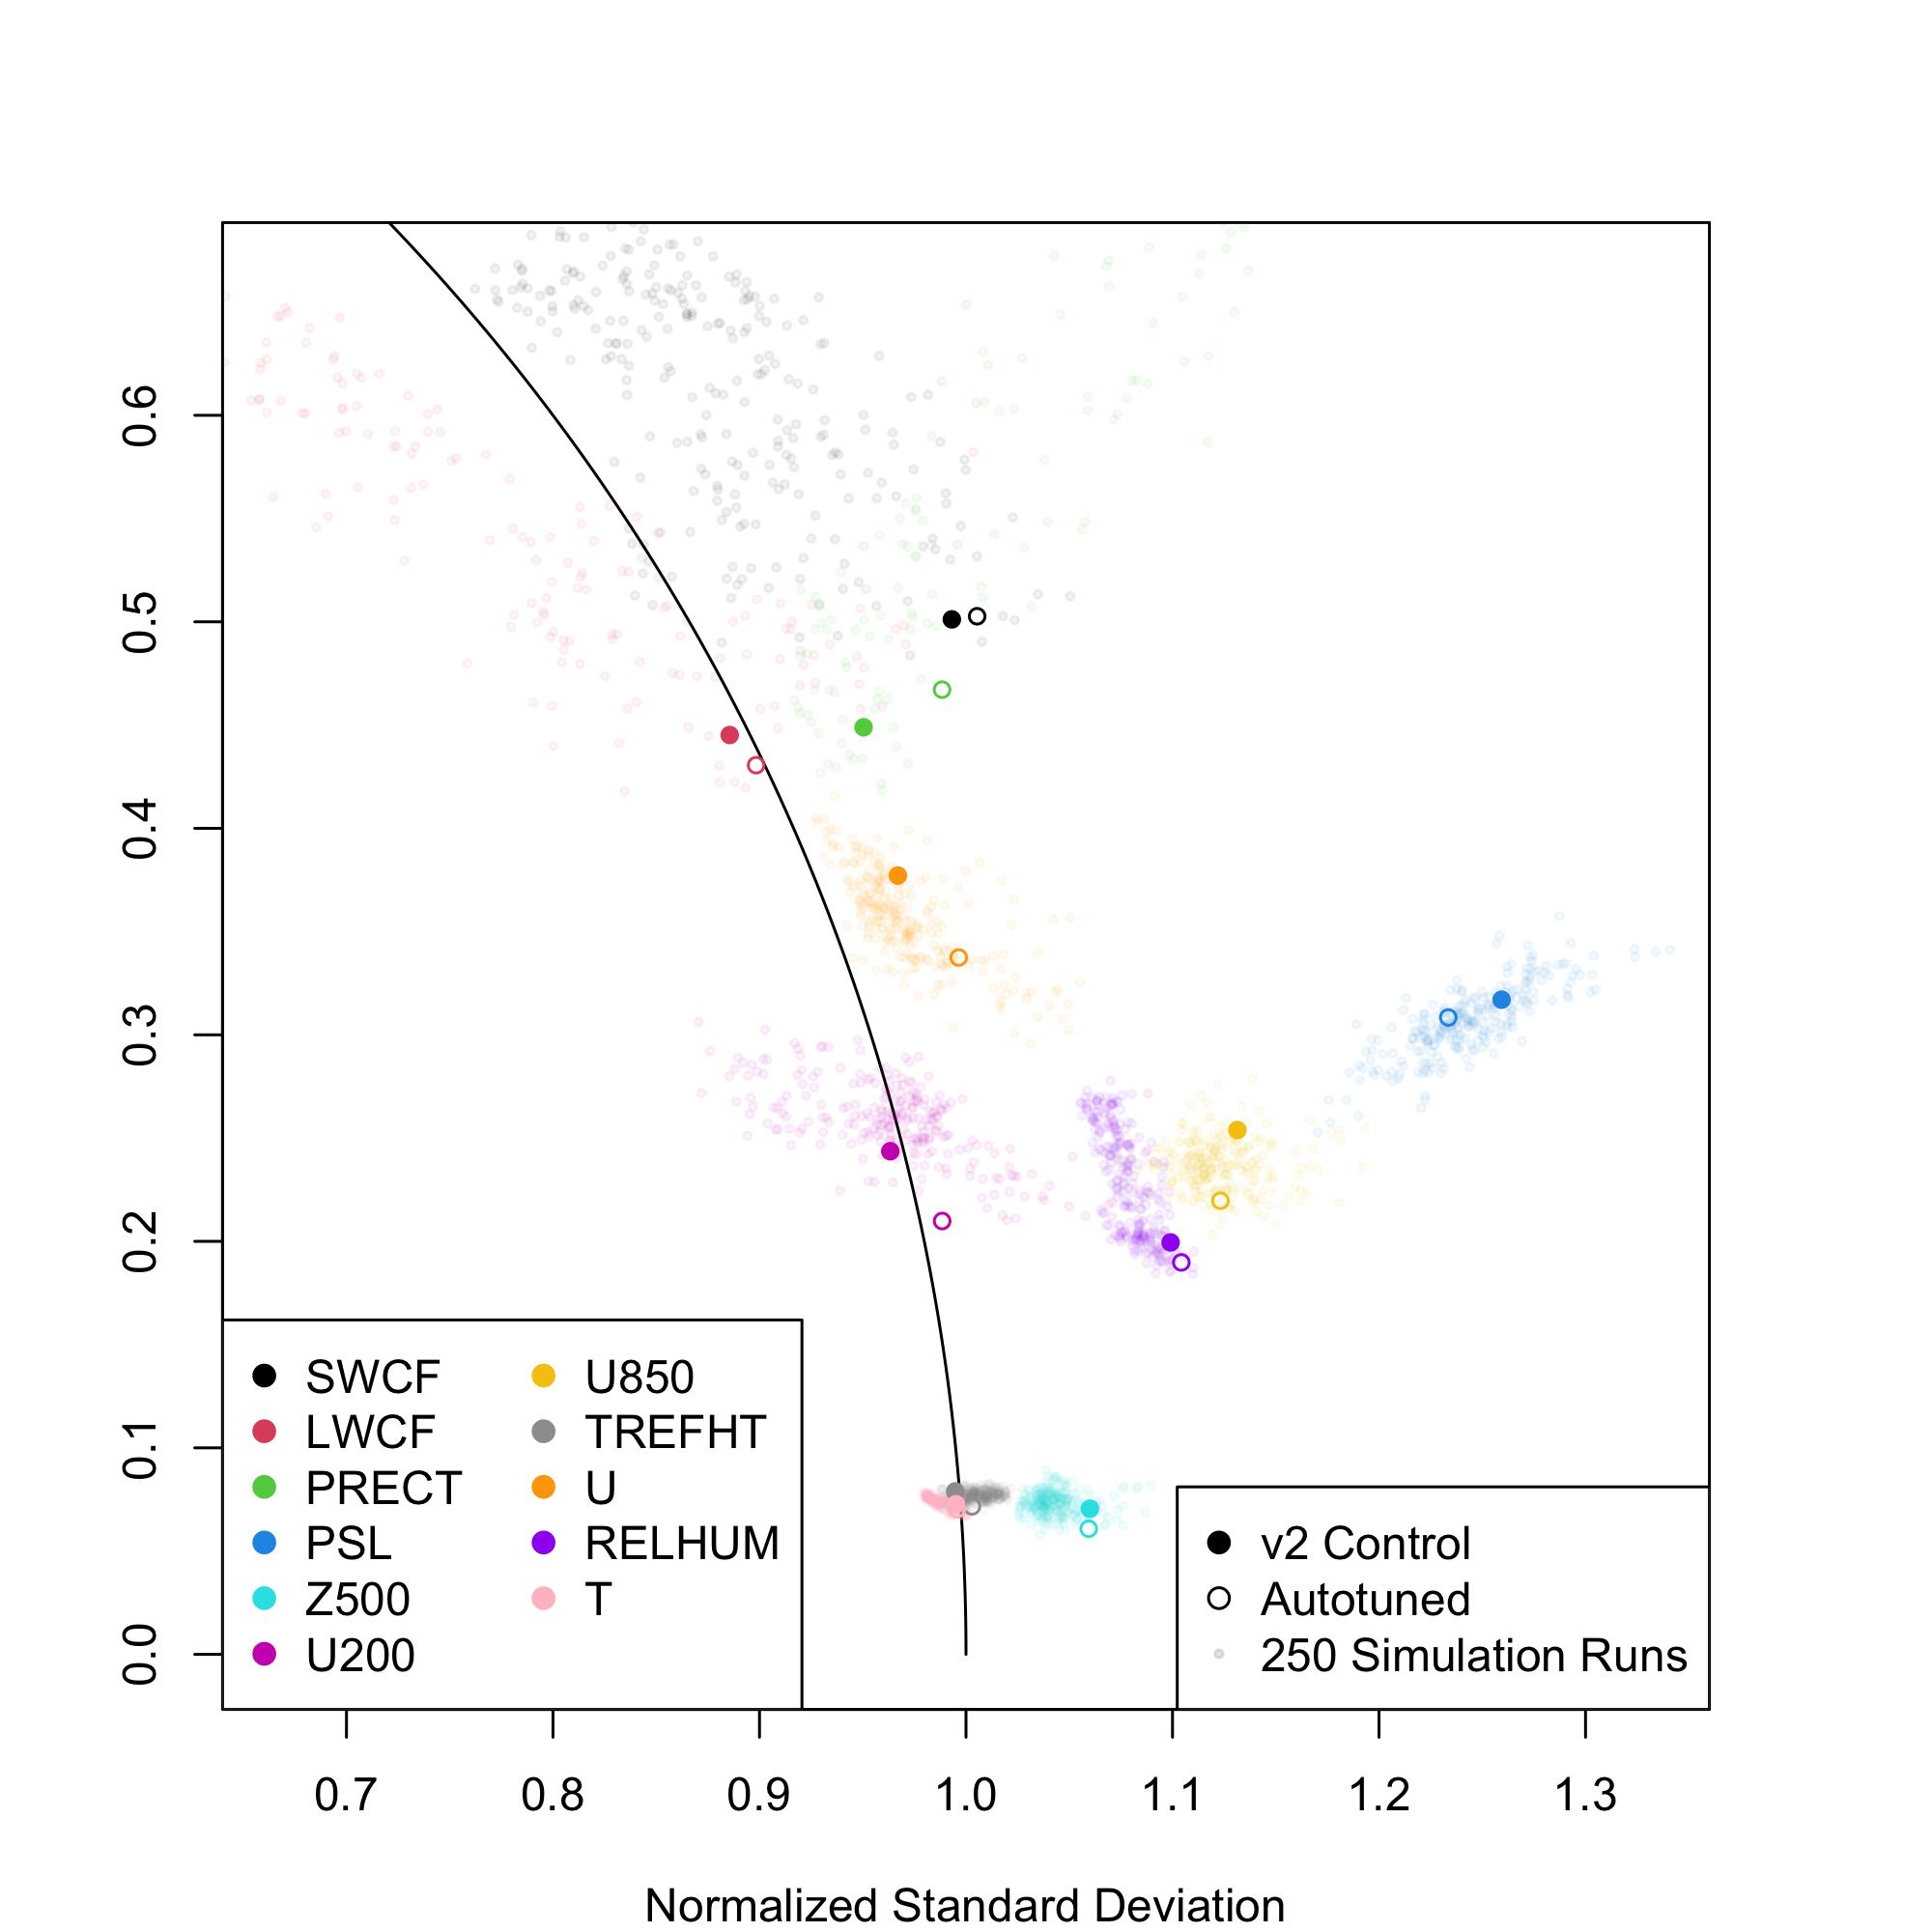 0.6
0.5
0.4
0.3
0.2
0.1
0.0
SWCF
LWCF
PRECT
PSL
Z500
U200
U850
TREFHT
U
RELHUM
T
v2 Control
Autotuned
250 Simulation Runs
0.7 0.8 0.9 1.0 1.1 1.2 1.3
Normalized Standard Deviation